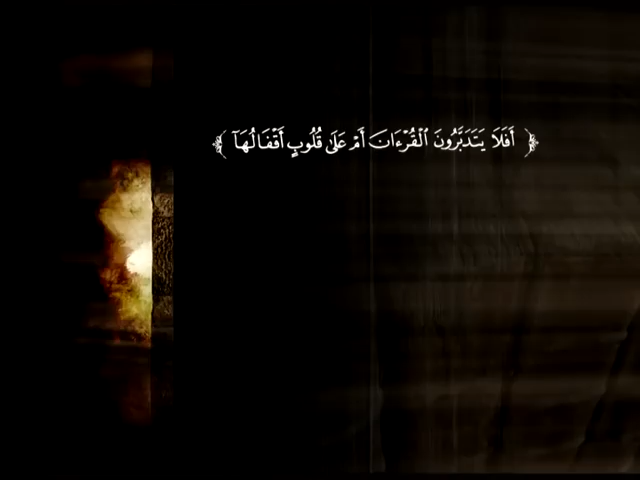 ﴿ أَفَلَا يَتَدَبَّرُونَ ٱلْقُرْءَانَ أَمْ عَلَىٰ قُلُوبٍ أَقْفَالُهَآ ﴾